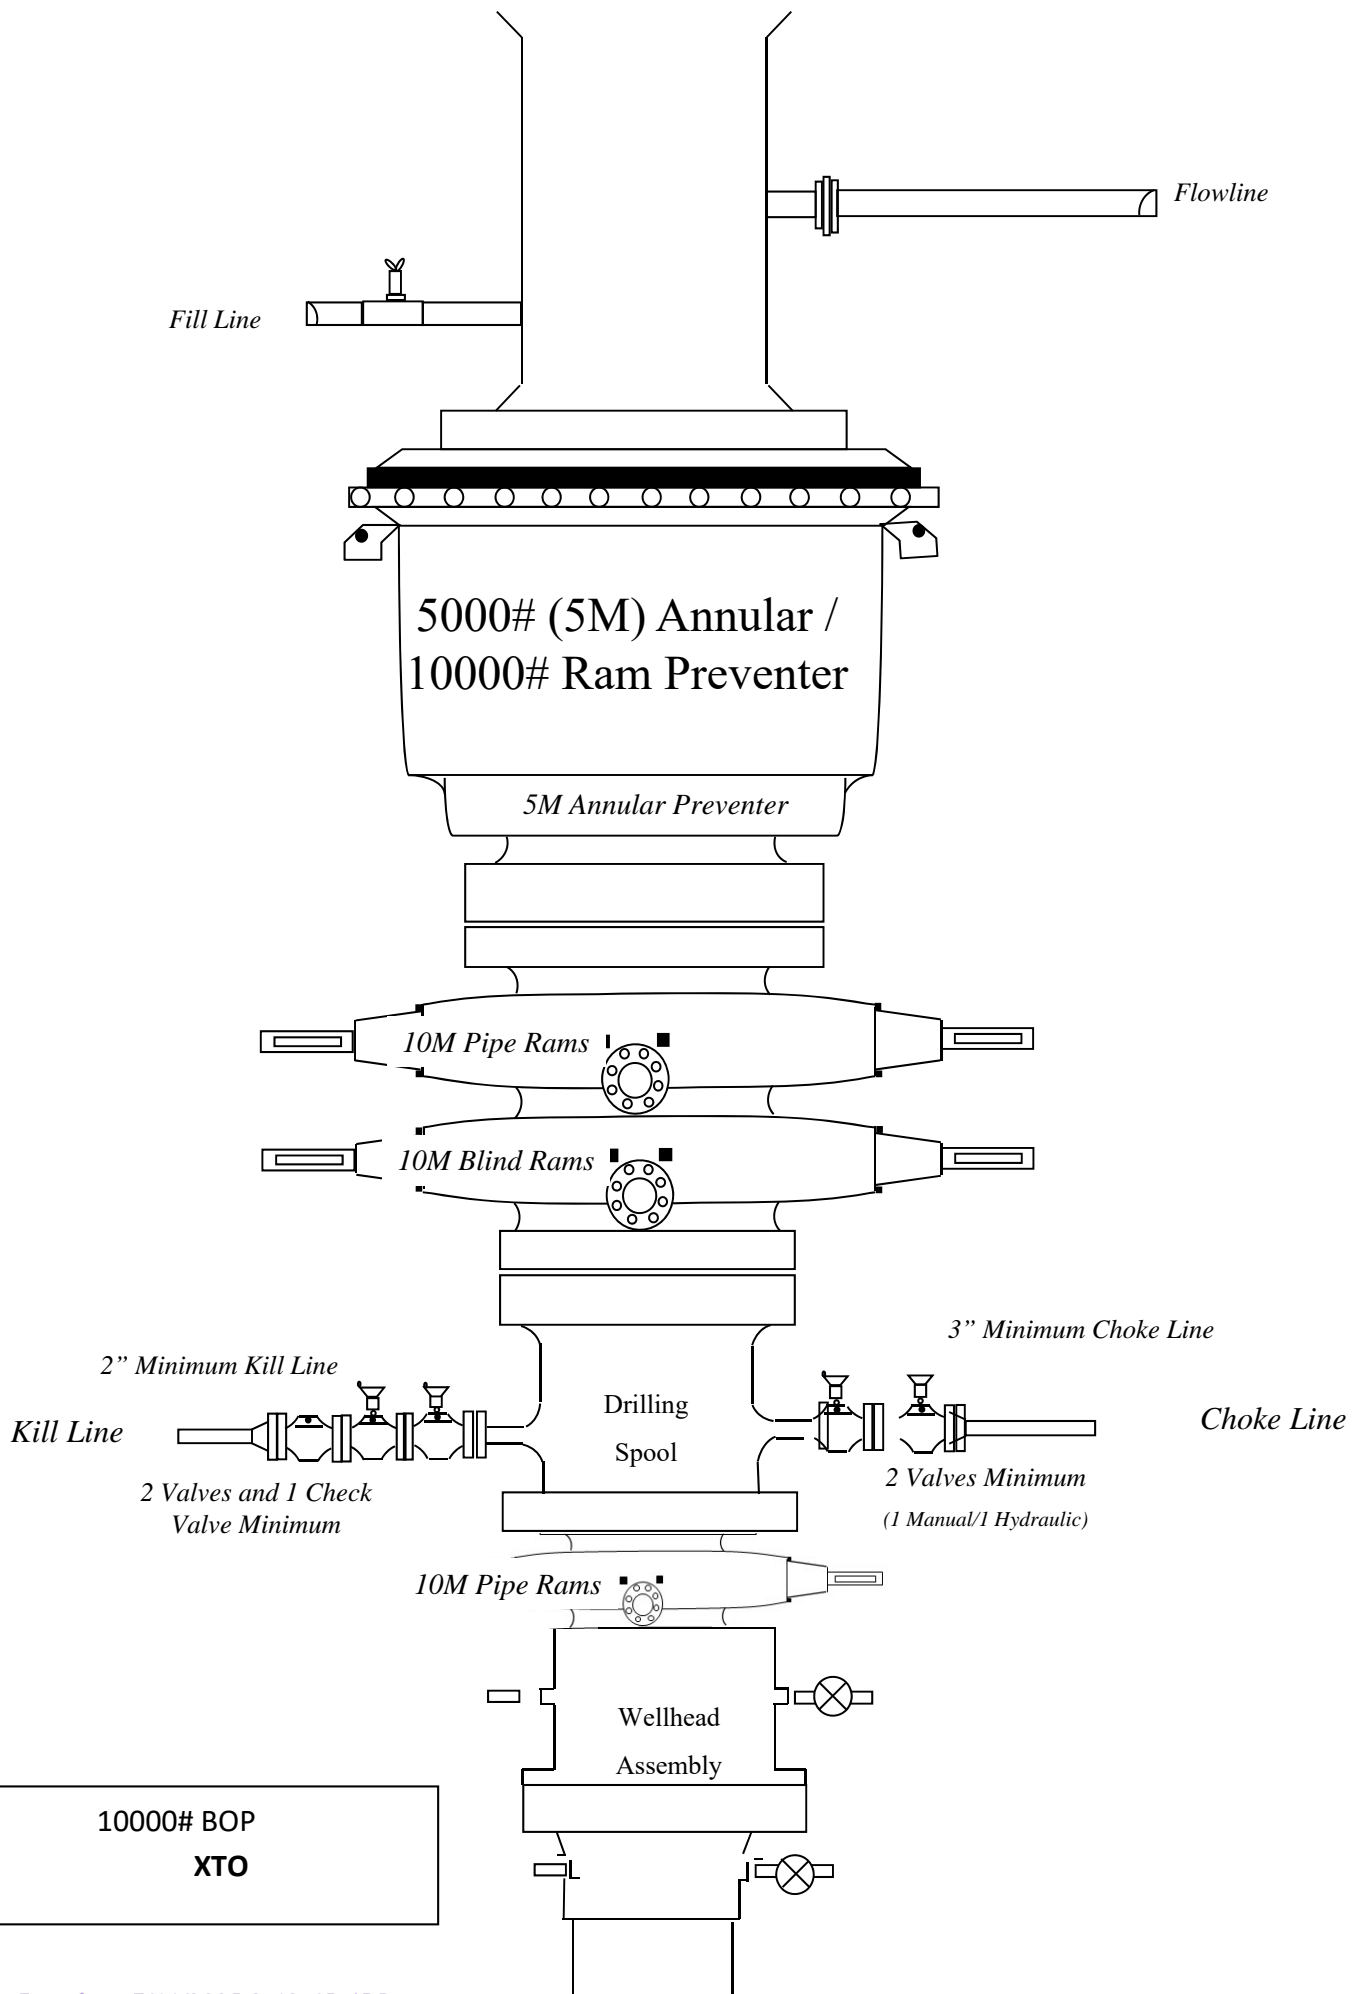 Flowline
Fill Line
5000# (5M) Annular /
10000# Ram Preventer
5M Annular Preventer
10M Pipe Rams
10M Blind Rams
3” Minimum Choke Line
2” Minimum Kill Line
Drilling
Spool
Kill Line
Choke Line
2 Valves and 1 Check
Valve Minimum
2 Valves Minimum
(1 Manual/1 Hydraulic)
10M Pipe Rams
Wellhead
Assembly
10000# BOP
XTO